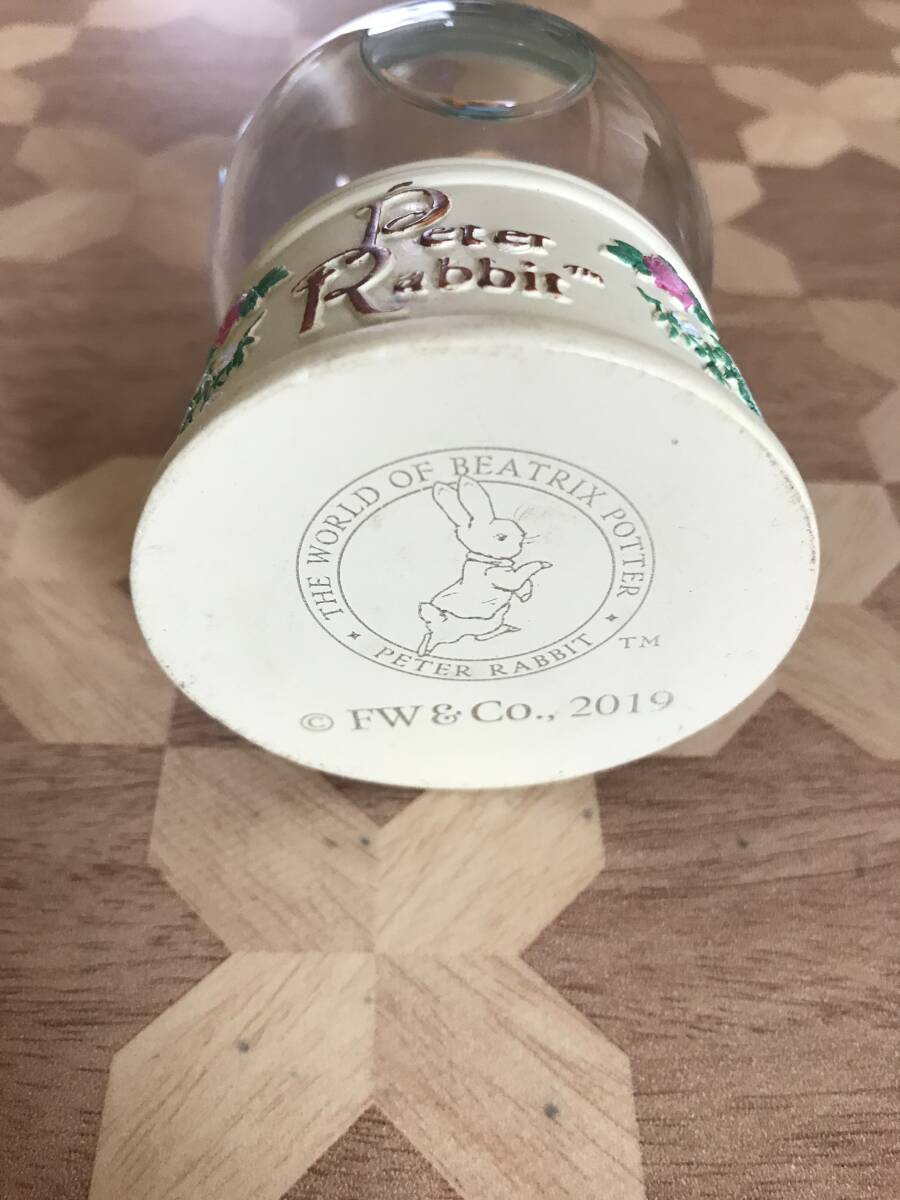 Peter
Rabbit™
THE WORLD OF BEATRIX POTTER
PETER RABBIT
TM
© FW & Co., 2019